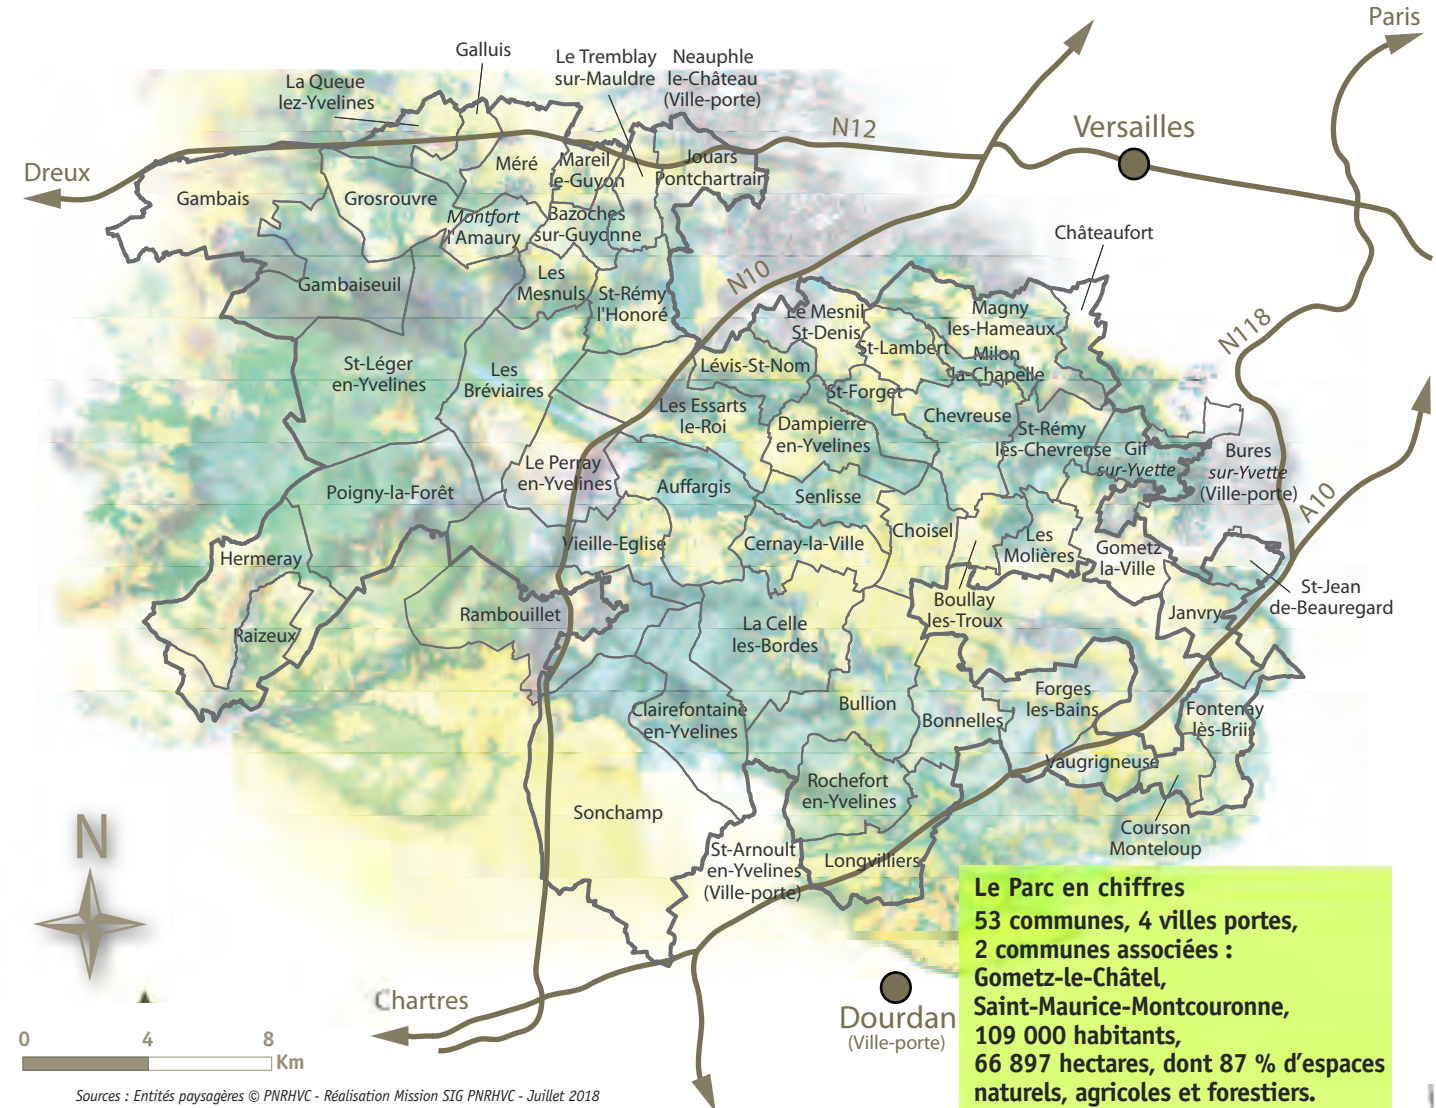 Paris
Galluis
Le Tremblay
sur-Mauldre
Neauphle
le-Château
(Ville-porte)
La Queue
lez-Yvelines
N12
Versailles
Dreux
Gambais
Grosrouvre
Méré
Mareil
le-Guyon
Jouars
Pontchartrain
Montfort
l'Amaury
Bazoches
sur-Guyonne
Châteaufort
Gambaiseuil
Les
Mesnuls
St-Rémy
l'Honoré
N10
Le Mesnil
St-Denis
Magny
les-Hameaux
N118
St-Lambert
Milon
la-Chapelle
St-Léger
en-Yvelines
Les
Bréviaires
Lévis-St-Nom
St-Forget
Les Essarts
le-Roi
Dampierre
en-Yvelines
Chevreuse
St-Rémy
lès-Chevreuse
Gif
sur-Yvette
Bures
sur-Yvette
(Ville-porte)
A10
Le Perray
en-Yvelines
Poigny-la-Forêt
Auffargis
Senlisse
Hermeray
Vieille-Eglise
Cernay-la-Ville
Choisel
Les
Molières
Gometz
la-Ville
St-Jean
de-Beauregard
Raizeux
Rambouillet
La Celle
les-Bordes
Boullay
les-Troux
Janvry
Clairefontaine
en-Yvelines
Bullion
Bonnelles
Forges
les-Bains
Fontenay
lès-Briis
Vaugrigneuse
Rochefort
en-Yvelines
Sonchamp
Courson
Monteloup
St-Arnoult
en-Yvelines
(Ville-porte)
Longvilliers
N
Chartres
Dourdan
(Ville-porte)
0 4 8
Km
Le Parc en chiffres
53 communes, 4 villes portes,
2 communes associées :
Gometz-le-Châtel,
Saint-Maurice-Montcouronne,
109 000 habitants,
66 897 hectares, dont 87 % d'espaces
naturels, agricoles et forestiers.
Sources : Entités paysagères © PNRHVC - Réalisation Mission SIG PNRHVC - Juillet 2018